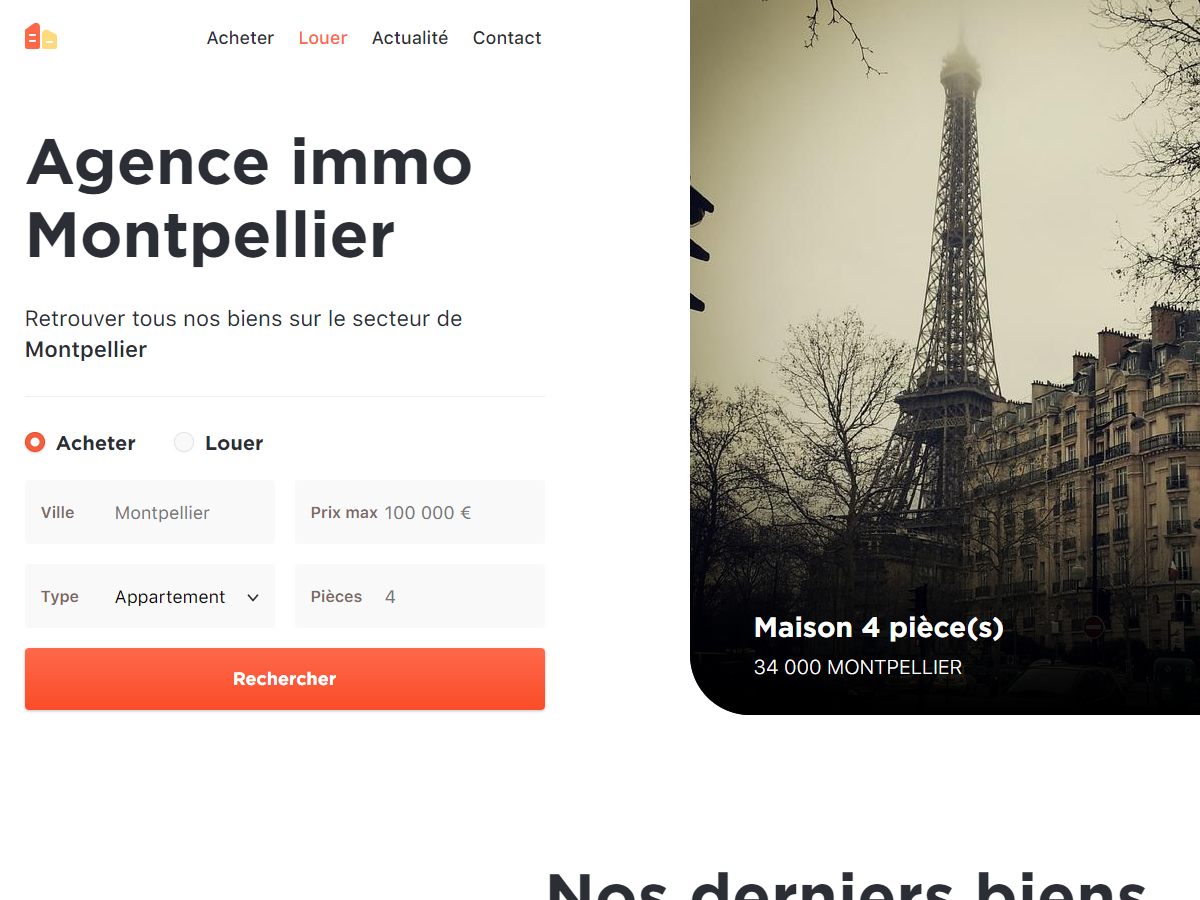 Acheter Louer Actualité Contact
Agence immo
Montpellier
Retrouver tous nos biens sur le secteur de
Montpellier
Acheter Louer
Ville Montpellier Prix max 100 000 €
Type Appartement Pièces 4
Rechercher
Maison 4 pièce(s)
34 000 MONTPELLIER
Nos derniers biens